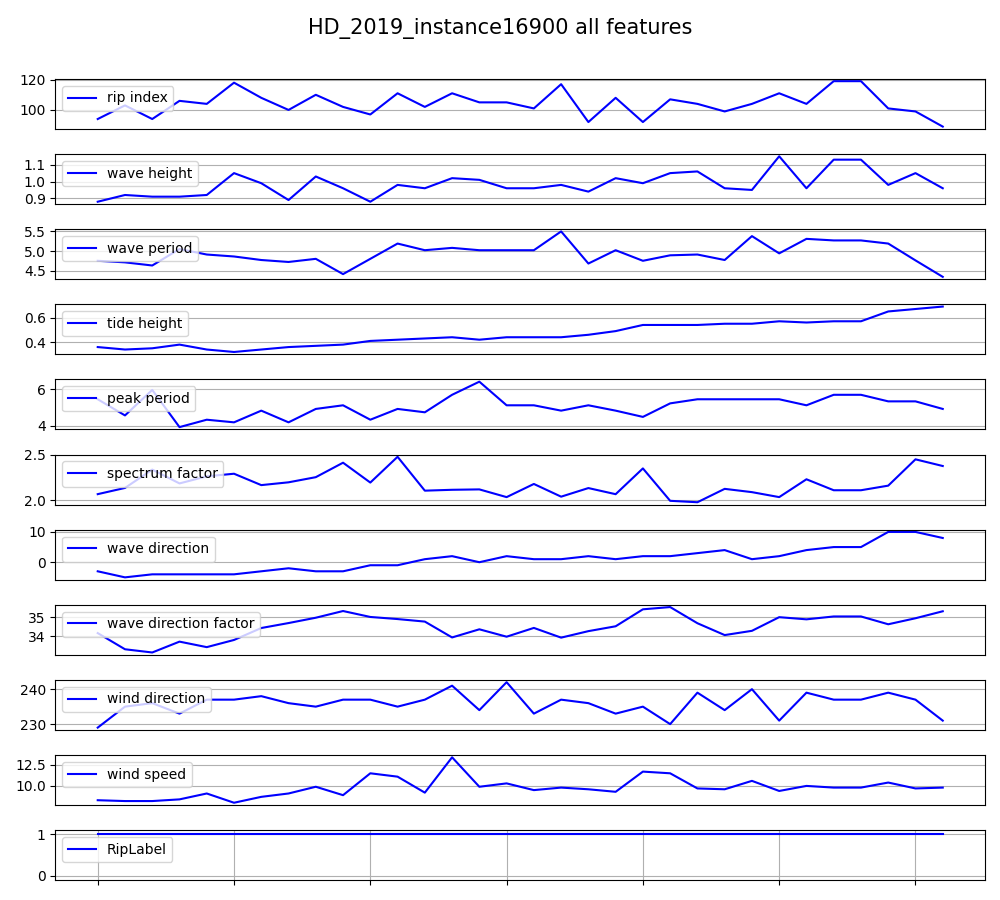 HD_2019_instance16900 all features
120
100
rip index
1.1
1.0
0.9
wave height
5.5
5.0
4.5
wave period
0.6
0.4
tide height
6
4
peak period
2.5
2.0
spectrum factor
10
0
wave direction
35
34
wave direction factor
240
230
wind direction
12.5
10.0
wind speed
1
0
RipLabel